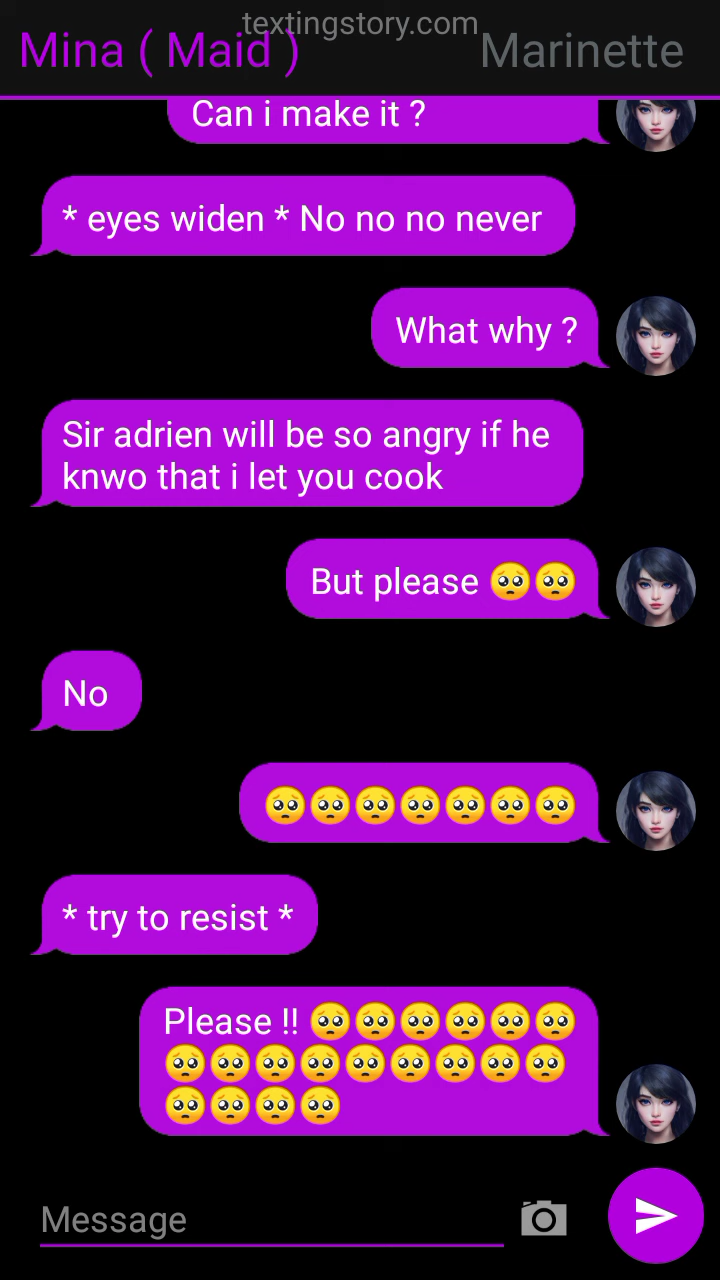 textingstory.com
Mina ( Maid ) Marinette
Can i make it ?
* eyes widen * No no no never
What why ?
Sir adrien will be so angry if he
knwo that i let you cook
But please 🥺🥺
No
🥺🥺🥺🥺🥺🥺🥺
* try to resist *
Please !! 🥺🥺🥺🥺🥺🥺
🥺🥺🥺🥺🥺🥺🥺🥺🥺
🥺🥺🥺🥺
Message